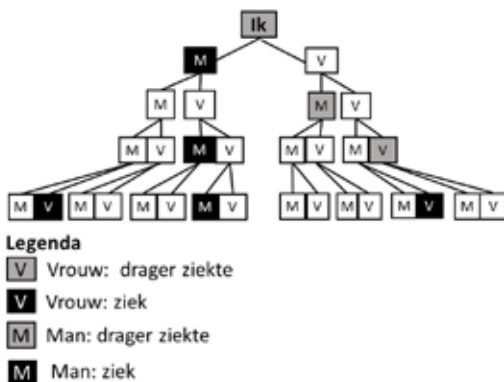 Ik
M V
M V M V
M V M V M V M V
M V M V M V M V M V M V M V M V
Legenda
V Vrouw: drager ziekte
V Vrouw: ziek
M Man: drager ziekte
M Man: ziek